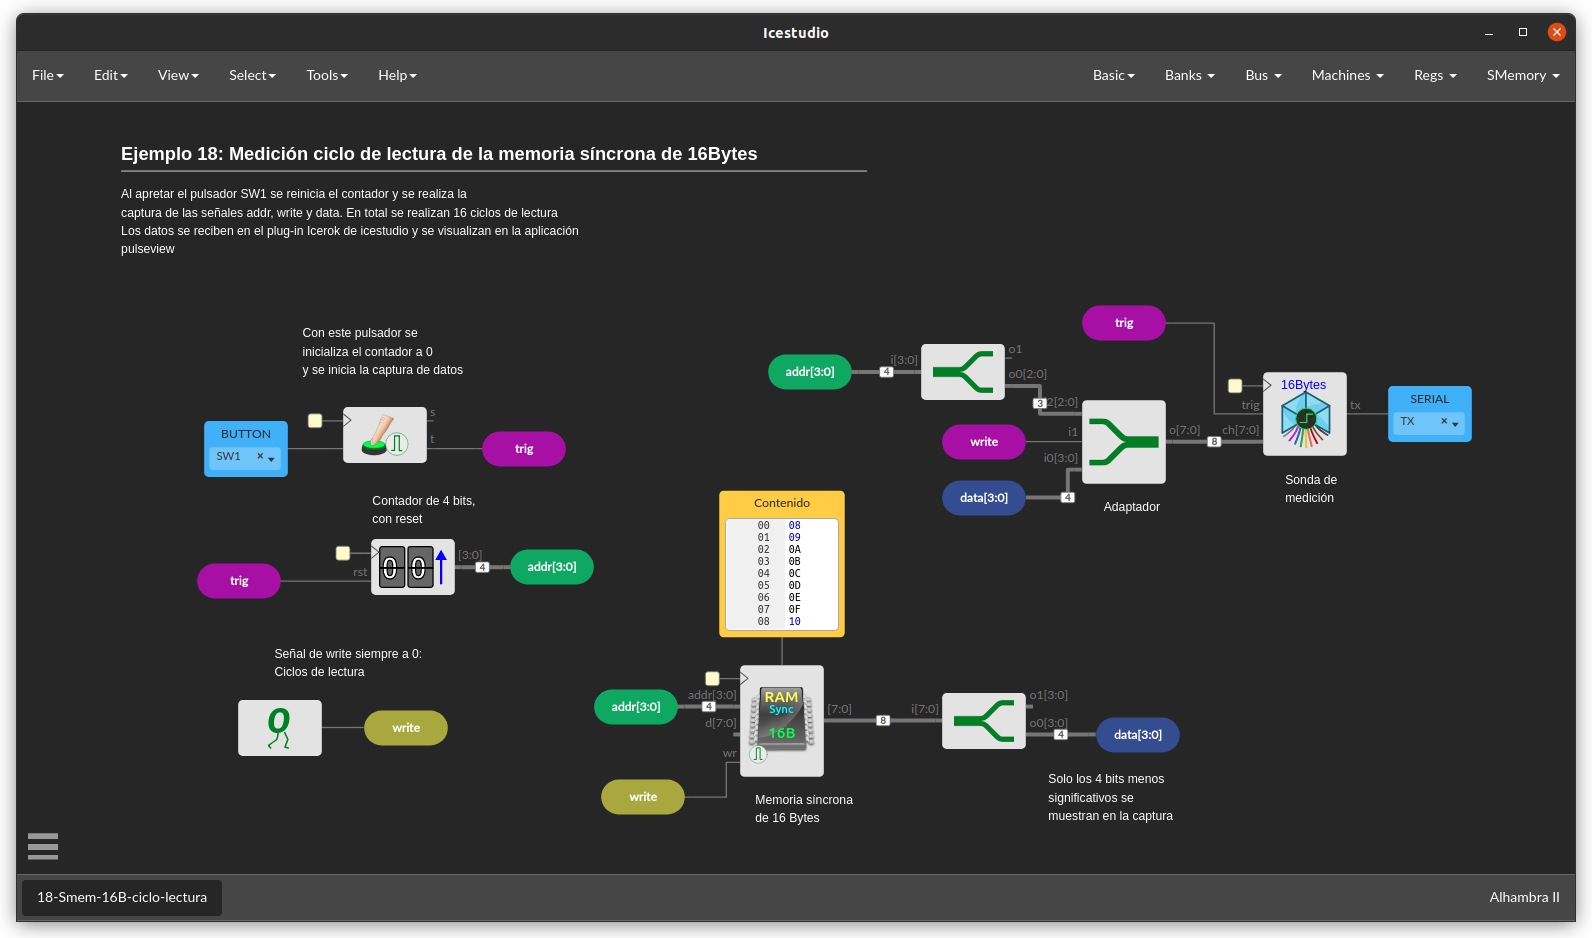 Icestudio
File Edit View Select Tools Help Basic Banks Bus Machines Regs SMemory
Ejemplo 18: Medición ciclo de lectura de la memoria síncrona de 16Bytes
Al apretar el pulsador SW1 se reinicia el contador y se realiza la
captura de las señales addr, write y data. En total se realizan 16 ciclos de lectura
Los datos se reciben en el plug-in Icerok de icestudio y se visualizan en la aplicación
pulseview
Con este pulsador se
inicializa el contador a 0
y se inicia la captura de datos
BUTTON
SW1
s
t
trig
Contador de 4 bits,
con reset
trig
rst
0 0
[3:0]
4
addr[3:0]
Señal de write siempre a 0:
Ciclos de lectura
0
write
addr[3:0]
4
i[3:0]
o1
o0[2:0]
3
2[2:0]
write
i1
data[3:0]
4
i0[3:0]
o[7:0]
8
Adaptador
trig
trig
ch[7:0]
16Bytes
tx
Sonda de
medición
SERIAL
TX
Contenido
00 08
01 09
02 0A
03 0B
04 0C
05 0D
06 0E
07 0F
08 10
addr[3:0]
addr[3:0]
4
d[7:0]
wr
write
RAM
Sync
16B
[7:0]
8
Memoria síncrona
de 16 Bytes
i[7:0]
o1[3:0]
o0[3:0]
4
data[3:0]
Solo los 4 bits menos
significativos se
muestran en la captura
18-Smem-16B-ciclo-lectura
Alhambra II